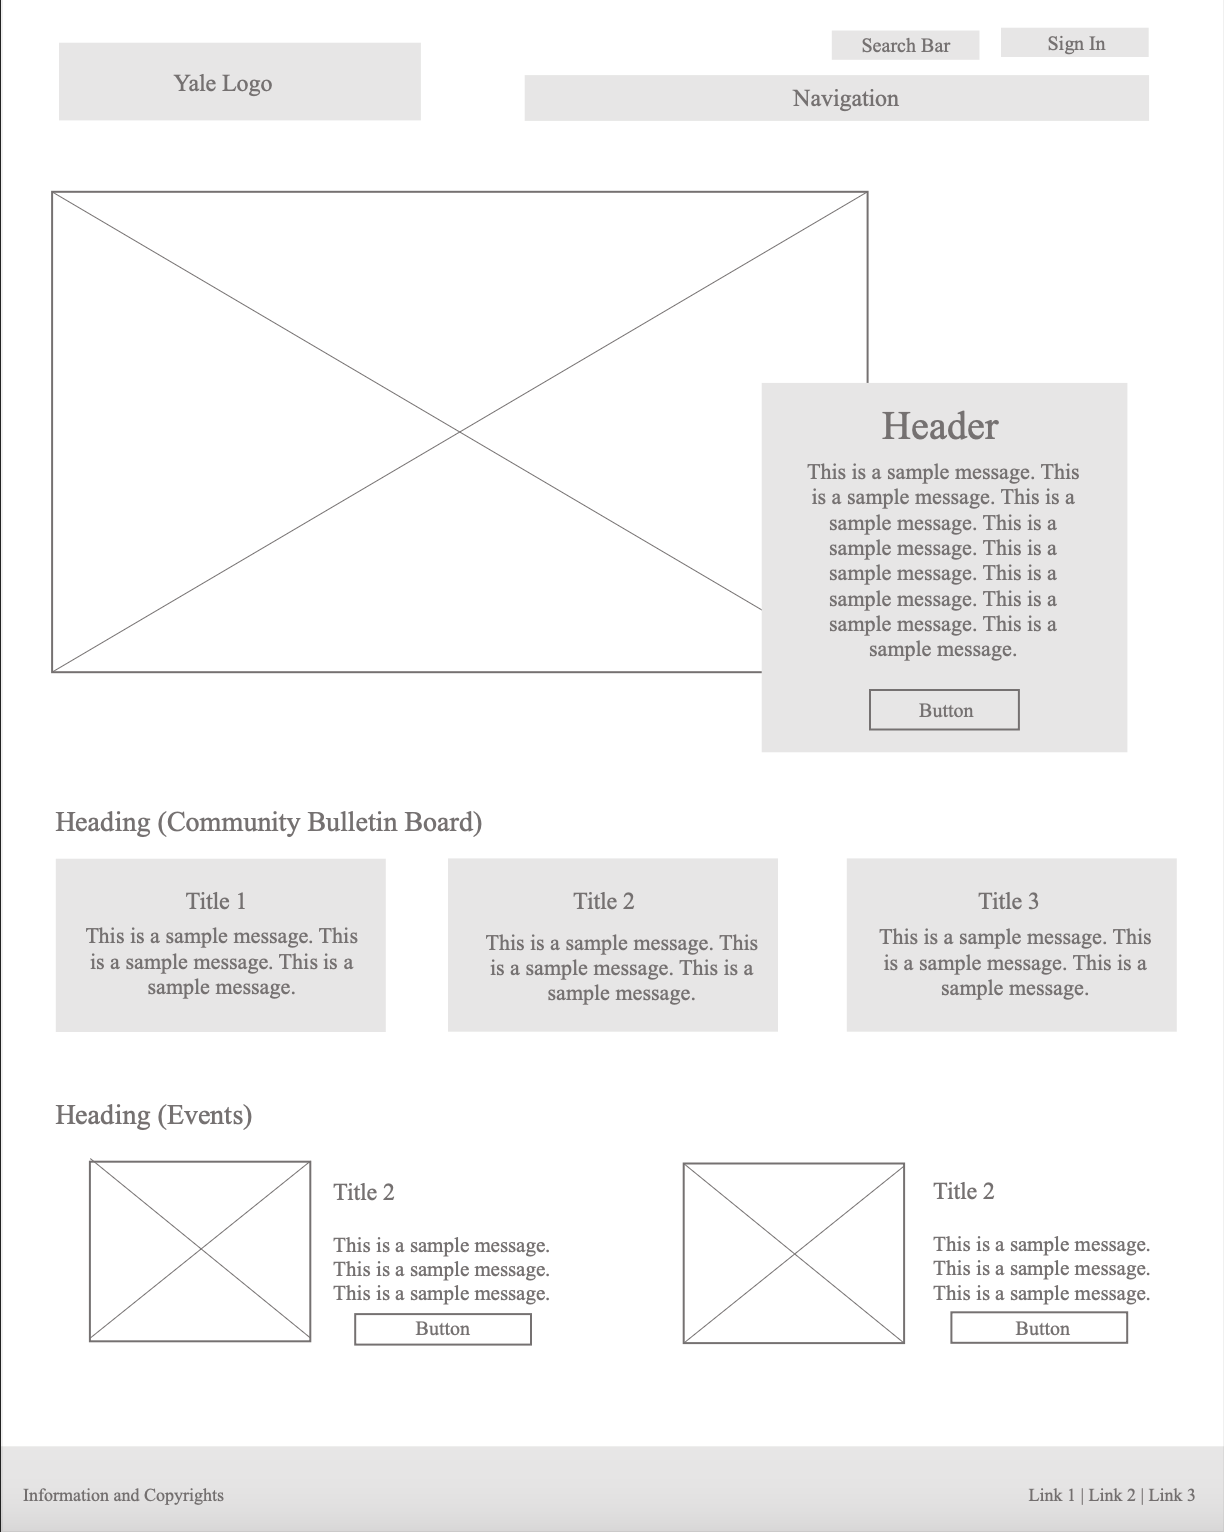 Search Bar
Sign In
Yale Logo
Navigation
Header
This is a sample message. This
is a sample message. This is a
sample message. This is a
sample message. This is a
sample message. This is a
sample message. This is a
sample message. This is a
sample message.
Button
Heading (Community Bulletin Board)
Title 1
This is a sample message. This
is a sample message. This is a
sample message.
Title 2
This is a sample message. This
is a sample message. This is a
sample message.
Title 3
This is a sample message. This
is a sample message. This is a
sample message.
Heading (Events)
Title 2
This is a sample message.
This is a sample message.
This is a sample message.
Button
Title 2
This is a sample message.
This is a sample message.
This is a sample message.
Button
Information and Copyrights
Link 1 | Link 2 | Link 3